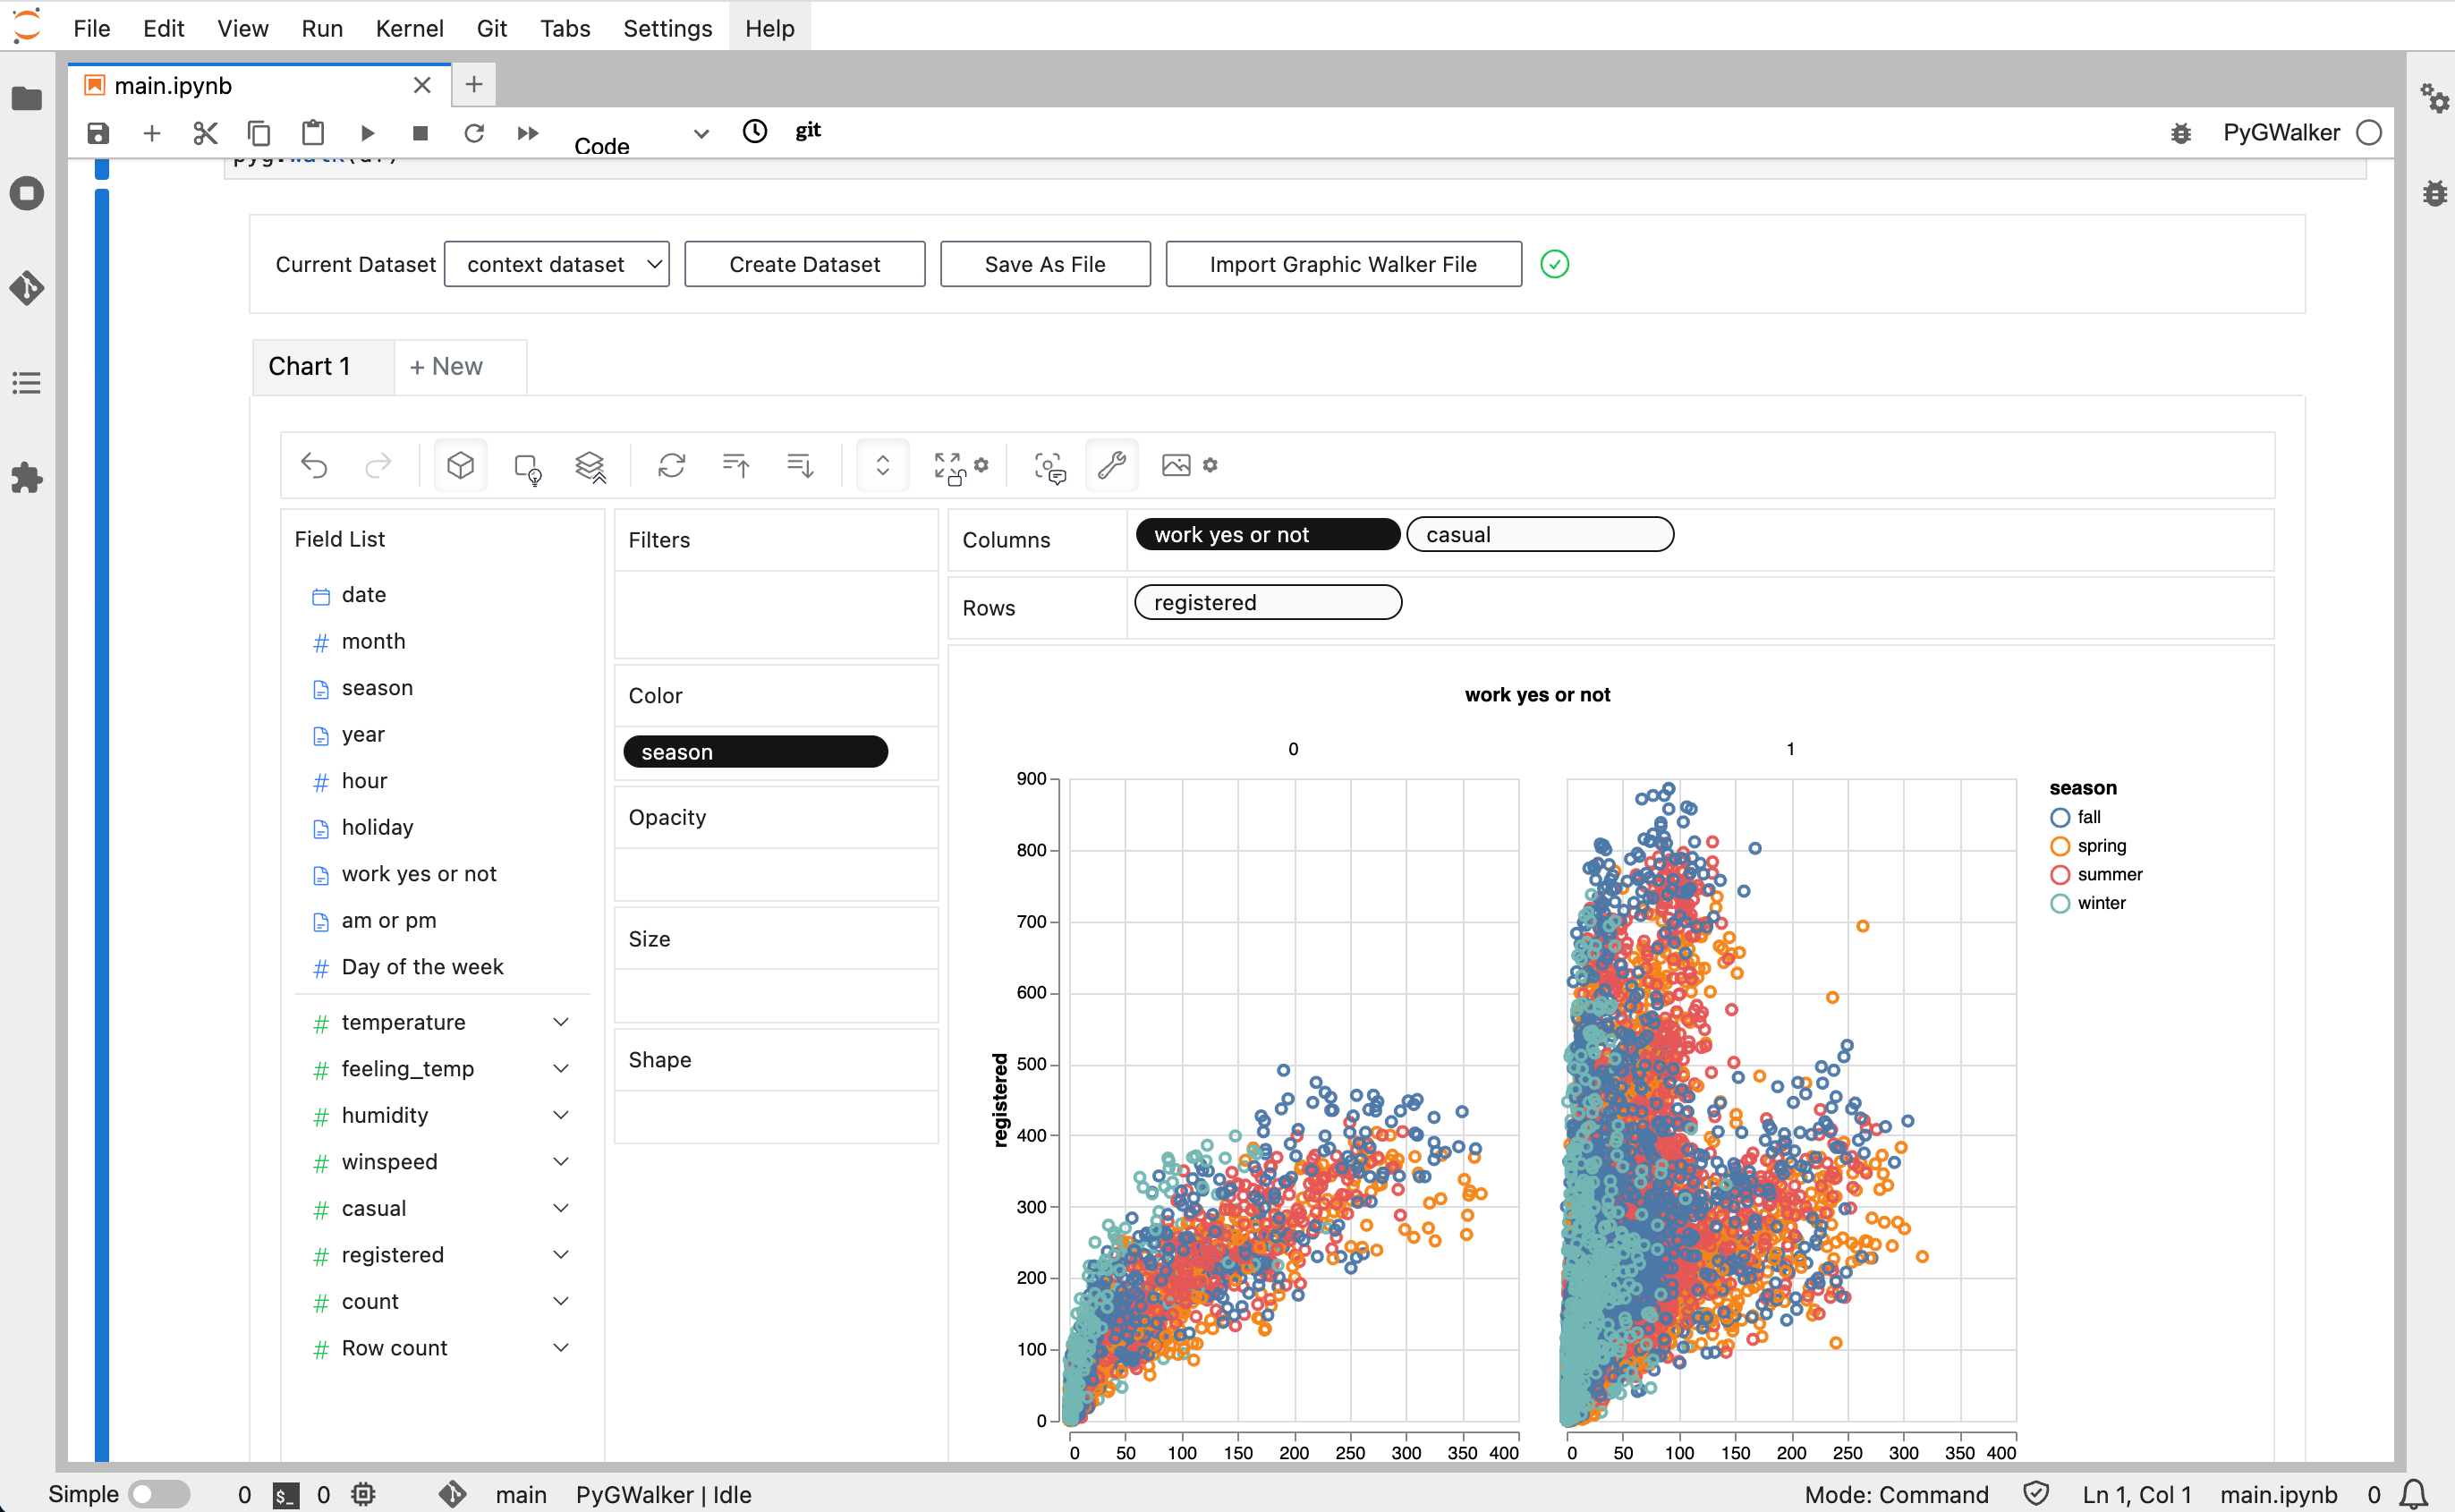 File Edit View Run Kernel Git Tabs Settings Help
main.ipynb
Code git PyGWalker
Current Dataset context dataset Create Dataset Save As File Import Graphic Walker File
Chart 1 + New
Field List
date
month
season
year
hour
holiday
work yes or not
am or pm
Day of the week
temperature
feeling_temp
humidity
winspeed
casual
registered
count
Row count
Filters
Color
season
Opacity
Size
Shape
Columns work yes or not casual
Rows registered
work yes or not
0 1
900
800
700
600
500
400
300
200
100
0
registered
0 50 100 150 200 250 300 350 400
0 50 100 150 200 250 300 350 400
season
fall
spring
summer
winter
Simple 0 $_ 0 main PyGWalker | Idle Mode: Command Ln 1, Col 1 main.ipynb 0